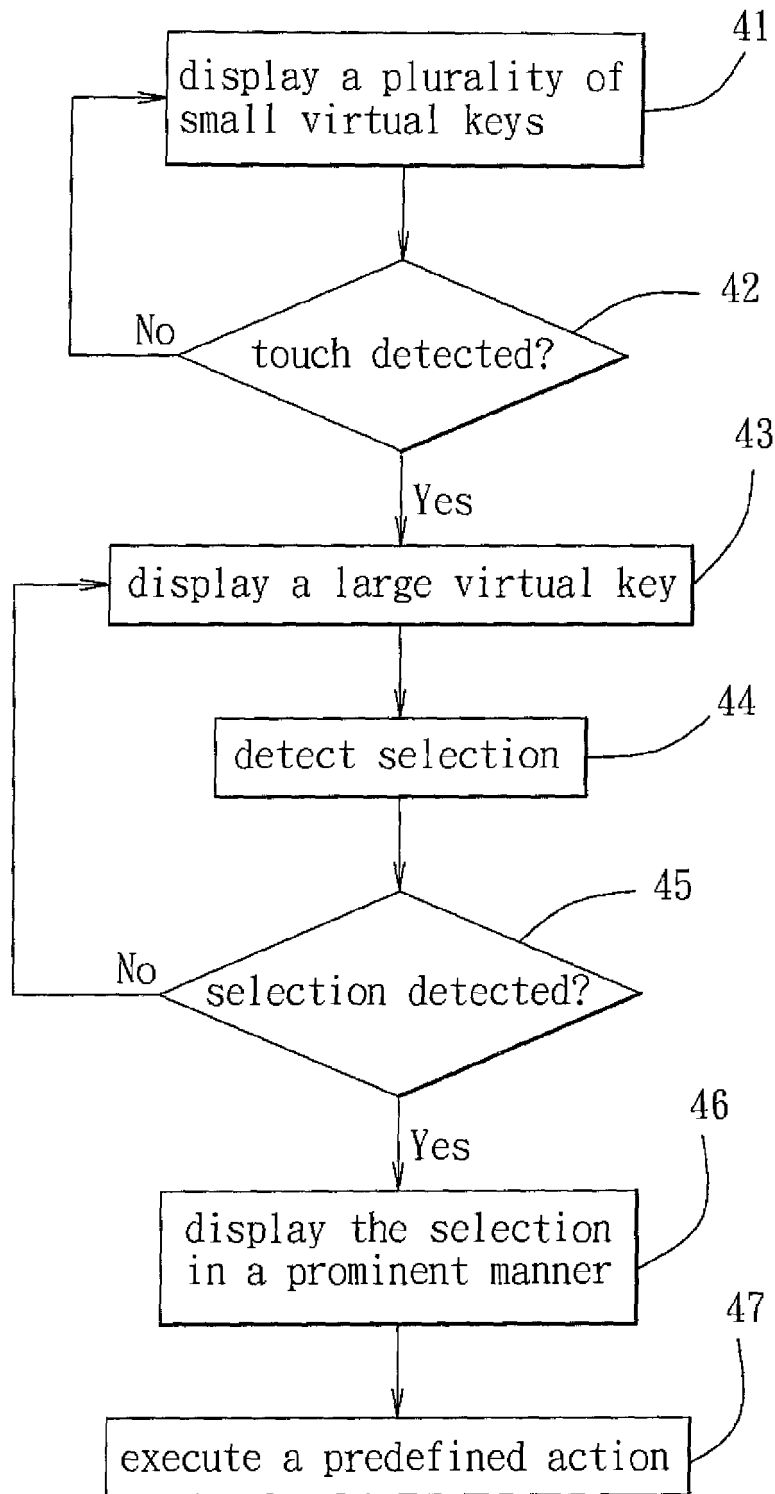 41
display a plurality of
small virtual keys
42
No
touch detected?
43
Yes
display a large virtual key
44
detect selection
45
No
selection detected?
46
Yes
display the selection
in a prominent manner
47
execute a predefined action